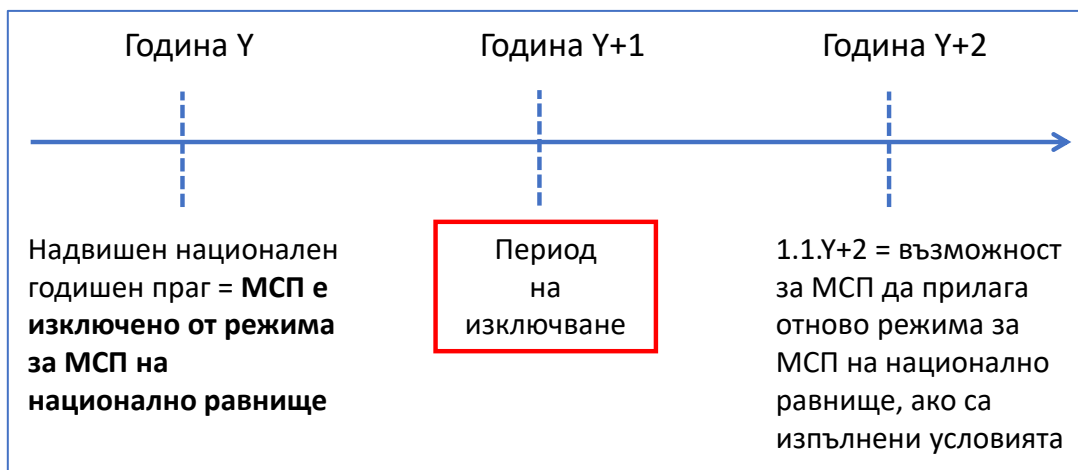 Година Y
Година Y+1
Година Y+2
Надвишен национален
годишен праг = МСП е
изключено от режима
за МСП на
национално равнище
Период
на
изключване
1.1.Y+2 = възможност
за МСП да прилага
отново режима за
МСП на национално
равнище, ако са
изпълнени условията